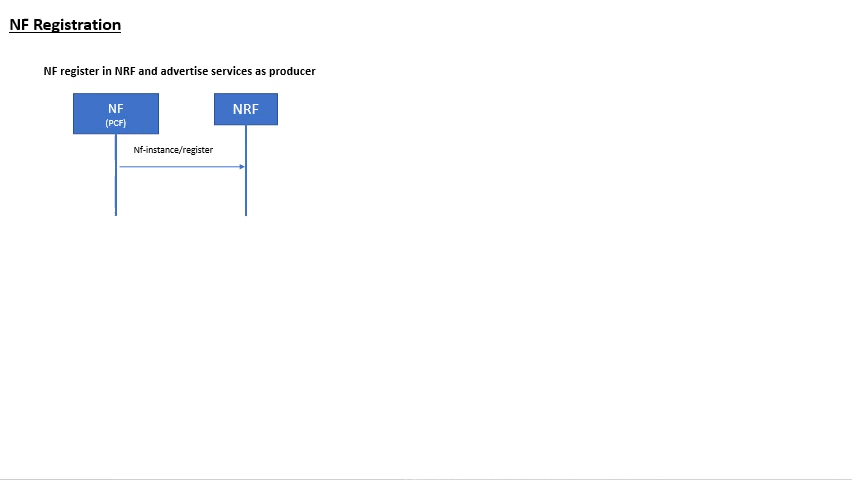 NF Registration
NF register in NRF and advertise services as producer
NF
(PCF)
NRF
Nf-instance/register